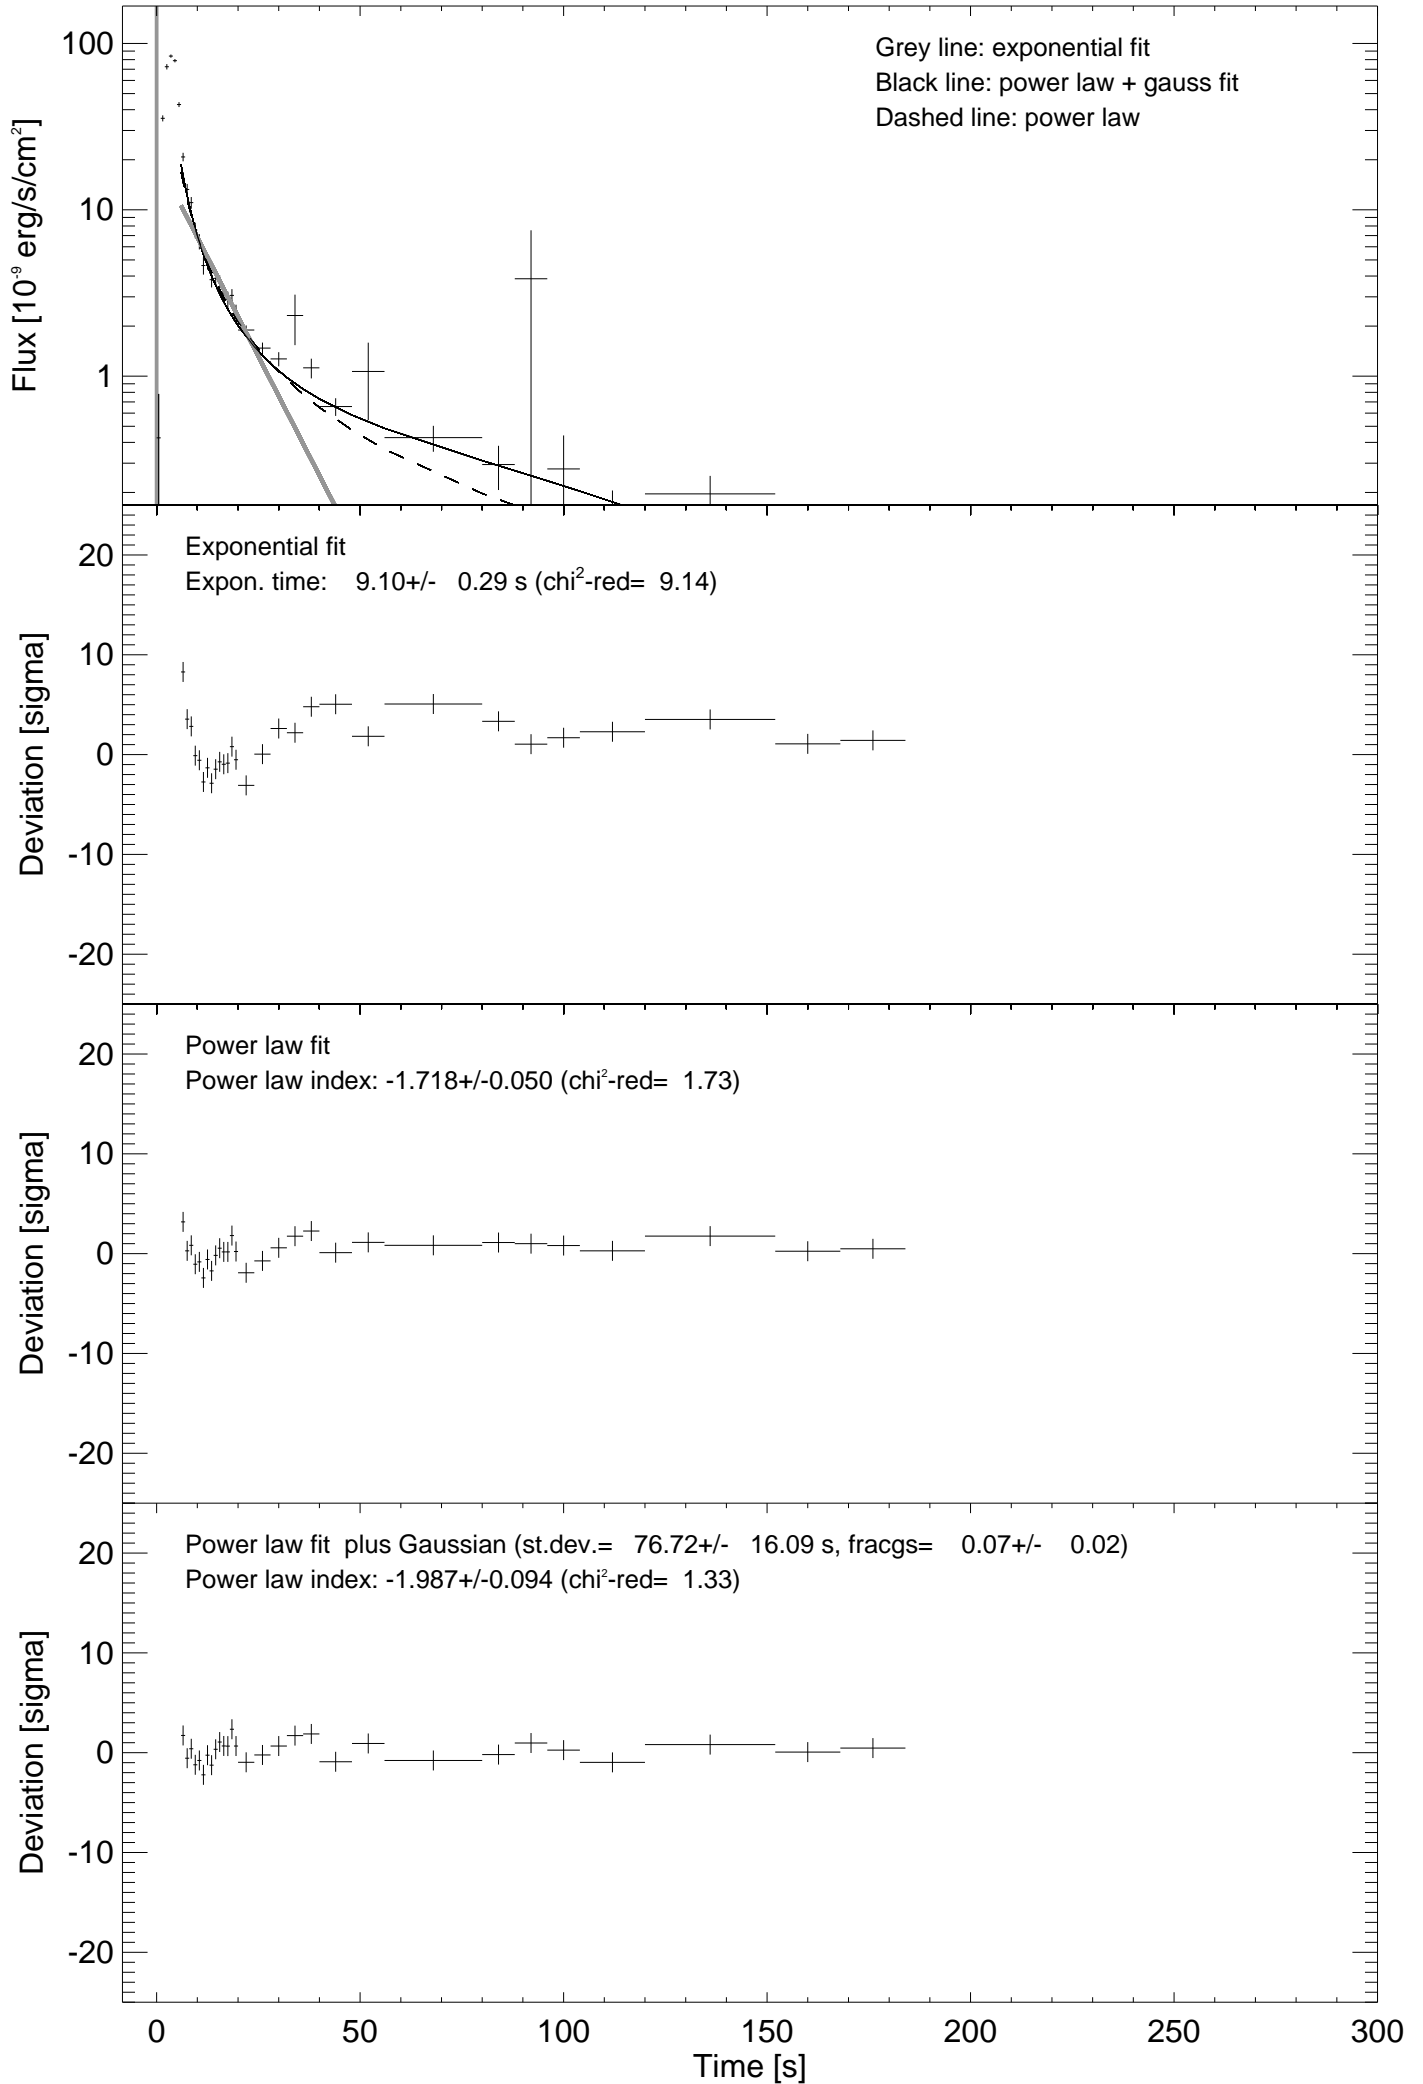 Grey line: exponential fit
Black line: power law + gauss fit
Dashed line: power law
100
10
1
Flux [10⁻⁹ erg/s/cm²]
Exponential fit
Expon. time: 9.10+/- 0.29 s (chi²-red= 9.14)
20
10
0
-10
-20
Deviation [sigma]
Power law fit
Power law index: -1.718+/-0.050 (chi²-red= 1.73)
20
10
0
-10
-20
Deviation [sigma]
Power law fit plus Gaussian (st.dev.= 76.72+/- 16.09 s, fracgs= 0.07+/- 0.02)
Power law index: -1.987+/-0.094 (chi²-red= 1.33)
20
10
0
-10
-20
Deviation [sigma]
0 50 100 150 200 250 300
Time [s]